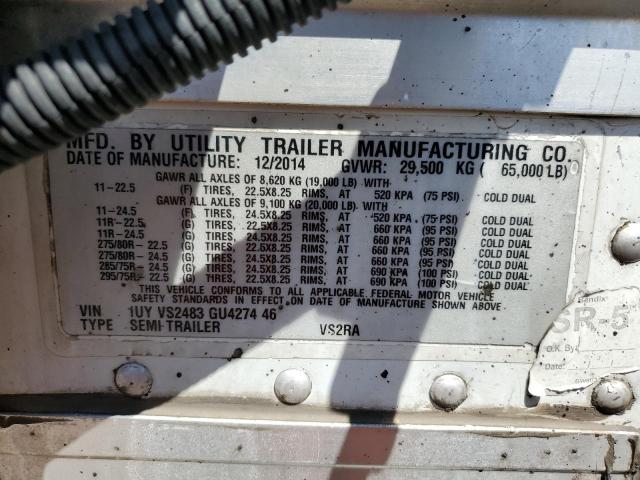 MFD. BY UTILITY TRAILER MANUFACTURING CO.
DATE OF MANUFACTURE: 12/2014 GVWR: 29,500 KG ( 65,000 LB)
GAWR ALL AXLES OF 8,620 KG (19,000 LB) WITH
11-22.5 (F) TIRES, 22.5X8.25 RIMS, AT 520 KPA (75 PSI) COLD DUAL
GAWR ALL AXLES OF 9,100 KG (20,000 LB) WITH
11-24.5 (F) TIRES, 24.5X8.25 RIMS, AT 520 KPA (75 PSI) COLD DUAL
11R-22.5 (G) TIRES, 22.5X8.25 RIMS, AT 660 KPA (95 PSI) COLD DUAL
11R-24.5 (G) TIRES, 24.5X8.25 RIMS, AT 660 KPA (95 PSI) COLD DUAL
275/80R-22.5 (G) TIRES, 22.5X8.25 RIMS, AT 660 KPA (95 PSI) COLD DUAL
275/80R-24.5 (G) TIRES, 24.5X8.25 RIMS, AT 660 KPA (95 PSI) COLD DUAL
285/75R-24.5 (G) TIRES, 24.5X8.25 RIMS, AT 690 KPA (100 PSI) COLD DUAL
295/75R-22.5 (G) TIRES, 22.5X8.25 RIMS, AT 690 KPA (100 PSI) COLD DUAL
THIS VEHICLE CONFORMS TO ALL APPLICABLE FEDERAL MOTOR VEHICLE
SAFETY STANDARDS IN EFFECT ON DATE OF MANUFACTURE SHOWN ABOVE.
VIN 1UY VS2483 GU4274 46
TYPE SEMI-TRAILER VS2RA
Bendix
SR-5
O.K. By
Date: